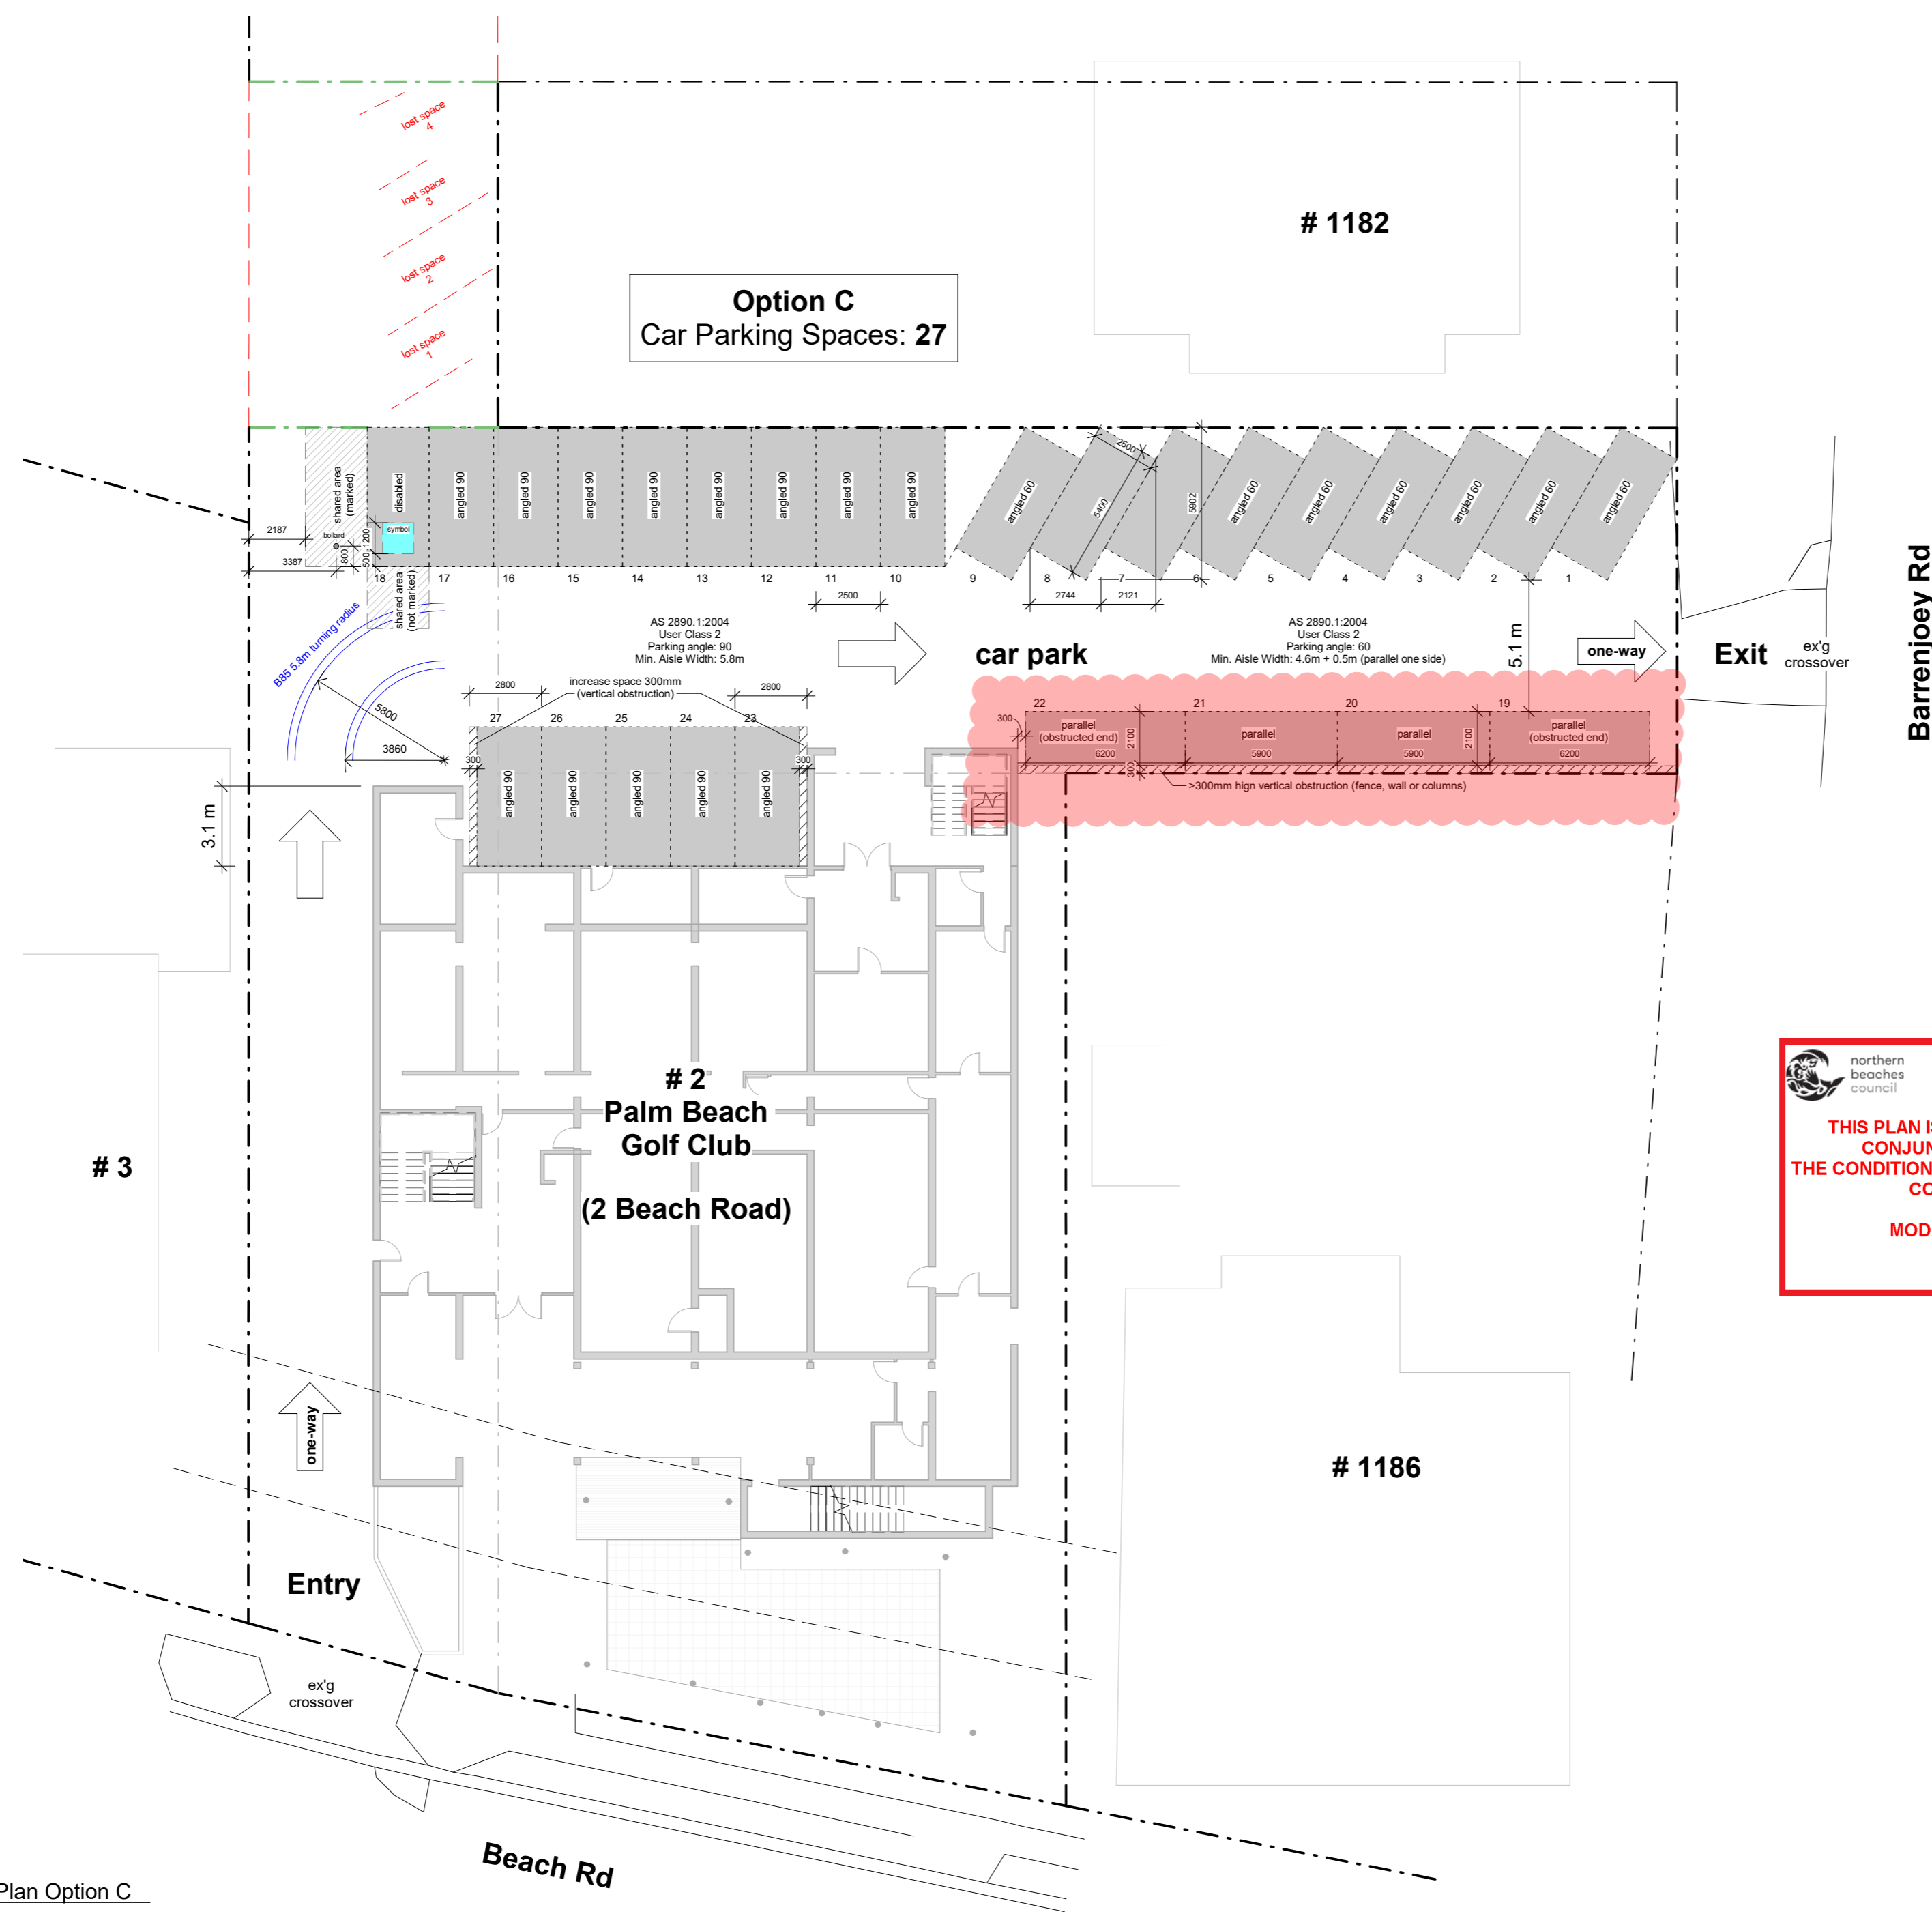 lost space
4
lost space
3
lost space
2
lost space
1
# 1182
Option C
Car Parking Spaces: 27
shared area
(marked)
bollard
disabled
symbol
angled 90
angled 90
angled 90
angled 90
angled 90
angled 90
angled 90
angled 90
angled 60
angled 60
angled 60
angled 60
angled 60
angled 60
angled 60
2500
5400
5902
2187
3387
800
500
1200
18
17
16
15
14
13
12
11
10
9
8
7
6
5
4
3
2
1
shared area
(not marked)
2500
2744
2121
B85 5.8m turning radius
5800
3860
AS 2890.1:2004
User Class 2
Parking angle: 90
Min. Aisle Width: 5.8m
car park
AS 2890.1:2004
User Class 2
Parking angle: 60
Min. Aisle Width: 4.6m + 0.5m (parallel one side)
5.1 m
one-way
Exit
ex'g
crossover
Barrenjoey Rd
2800
increase space 300mm
(vertical obstruction)
2800
27
26
25
24
23
300
300
angled 90
angled 90
angled 90
angled 90
angled 90
22
21
20
19
300
parallel
(obstructed end)
parallel
parallel
parallel
(obstructed end)
2100
2100
6200
5900
5900
6200
300
>300mm hign vertical obstruction (fence, wall or columns)
3.1 m
# 3
# 2
Palm Beach
Golf Club
(2 Beach Road)
northern
beaches
council
THIS PLAN IS
CONJUN
THE CONDITION
CO
MOD
# 1186
one-way
Entry
ex'g
crossover
Beach Rd
Plan Option C